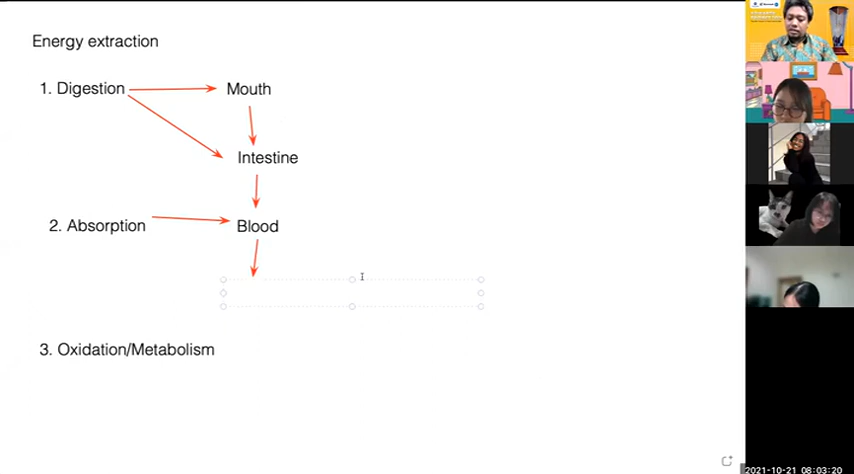 Energy extraction
1. Digestion
Mouth
Intestine
2. Absorption
Blood
3. Oxidation/Metabolism
2021-10-21 08:03:20